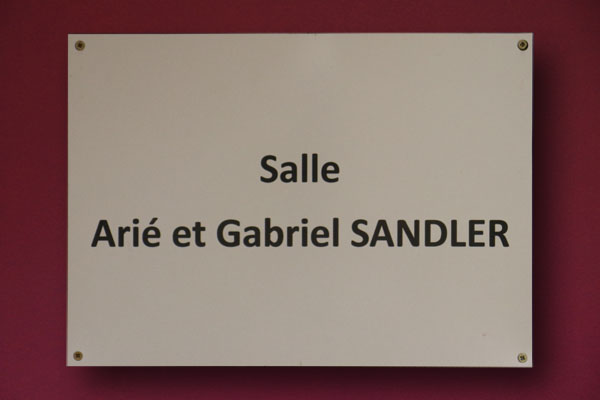 Salle
Arié et Gabriel SANDLER